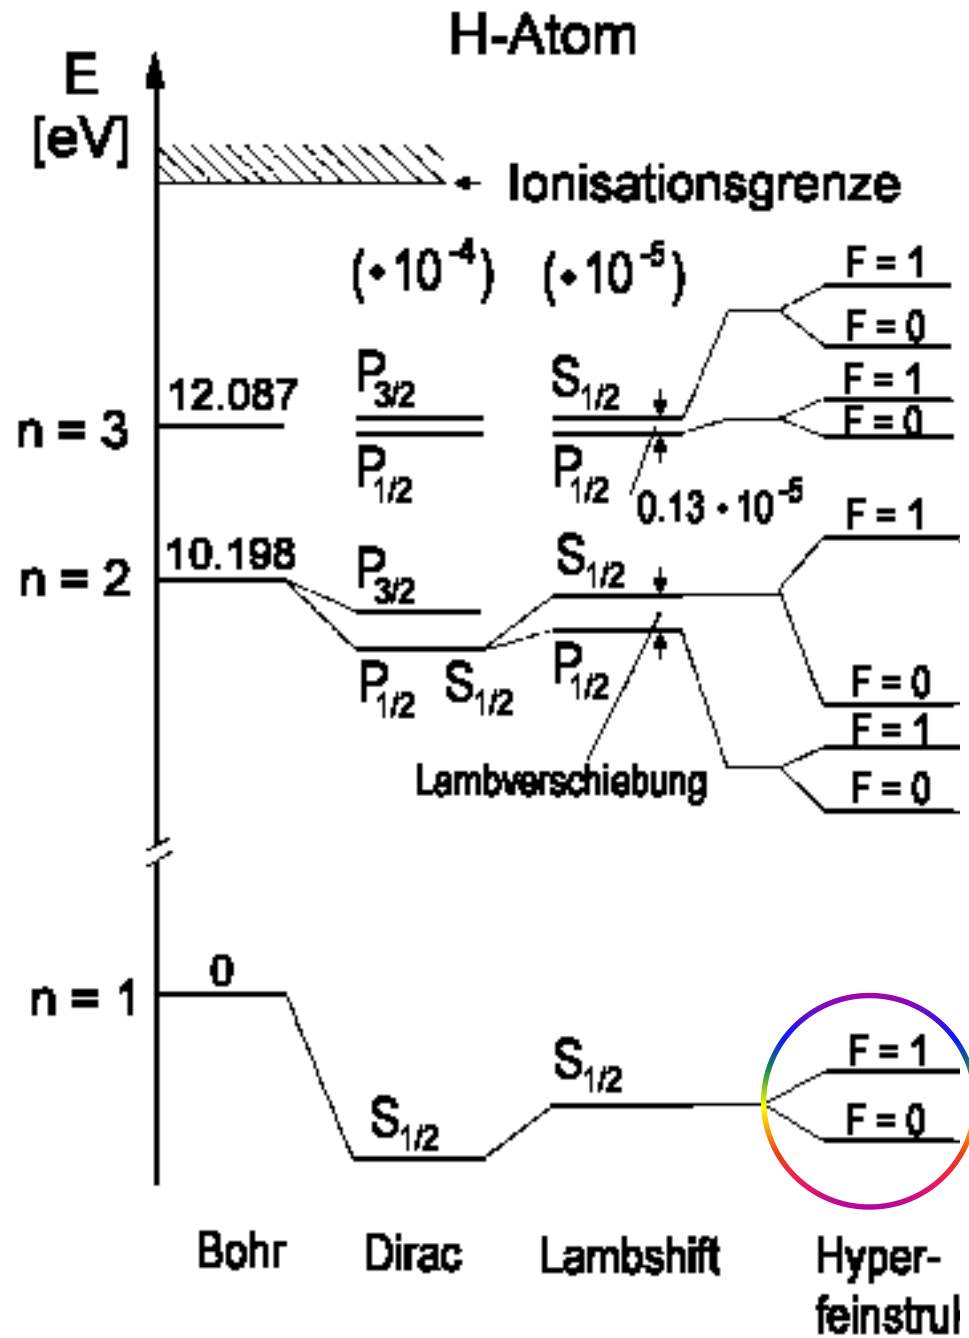 H-Atom
E
[eV]
Ionisationsgrenze
(•10⁻⁴) (•10⁻⁵)
F = 1
F = 0
P₃/₂ S₁/₂
12.087
F = 1
n = 3
F = 0
P₁/₂ P₁/₂
0.13 • 10⁻⁵
F = 1
10.198
n = 2
P₃/₂ S₁/₂
P₁/₂ S₁/₂ P₁/₂
F = 0
F = 1
Lambverschiebung
F = 0
0
n = 1
S₁/₂
F = 1
S₁/₂
F = 0
Bohr Dirac Lambshift Hyper-
feinstruk